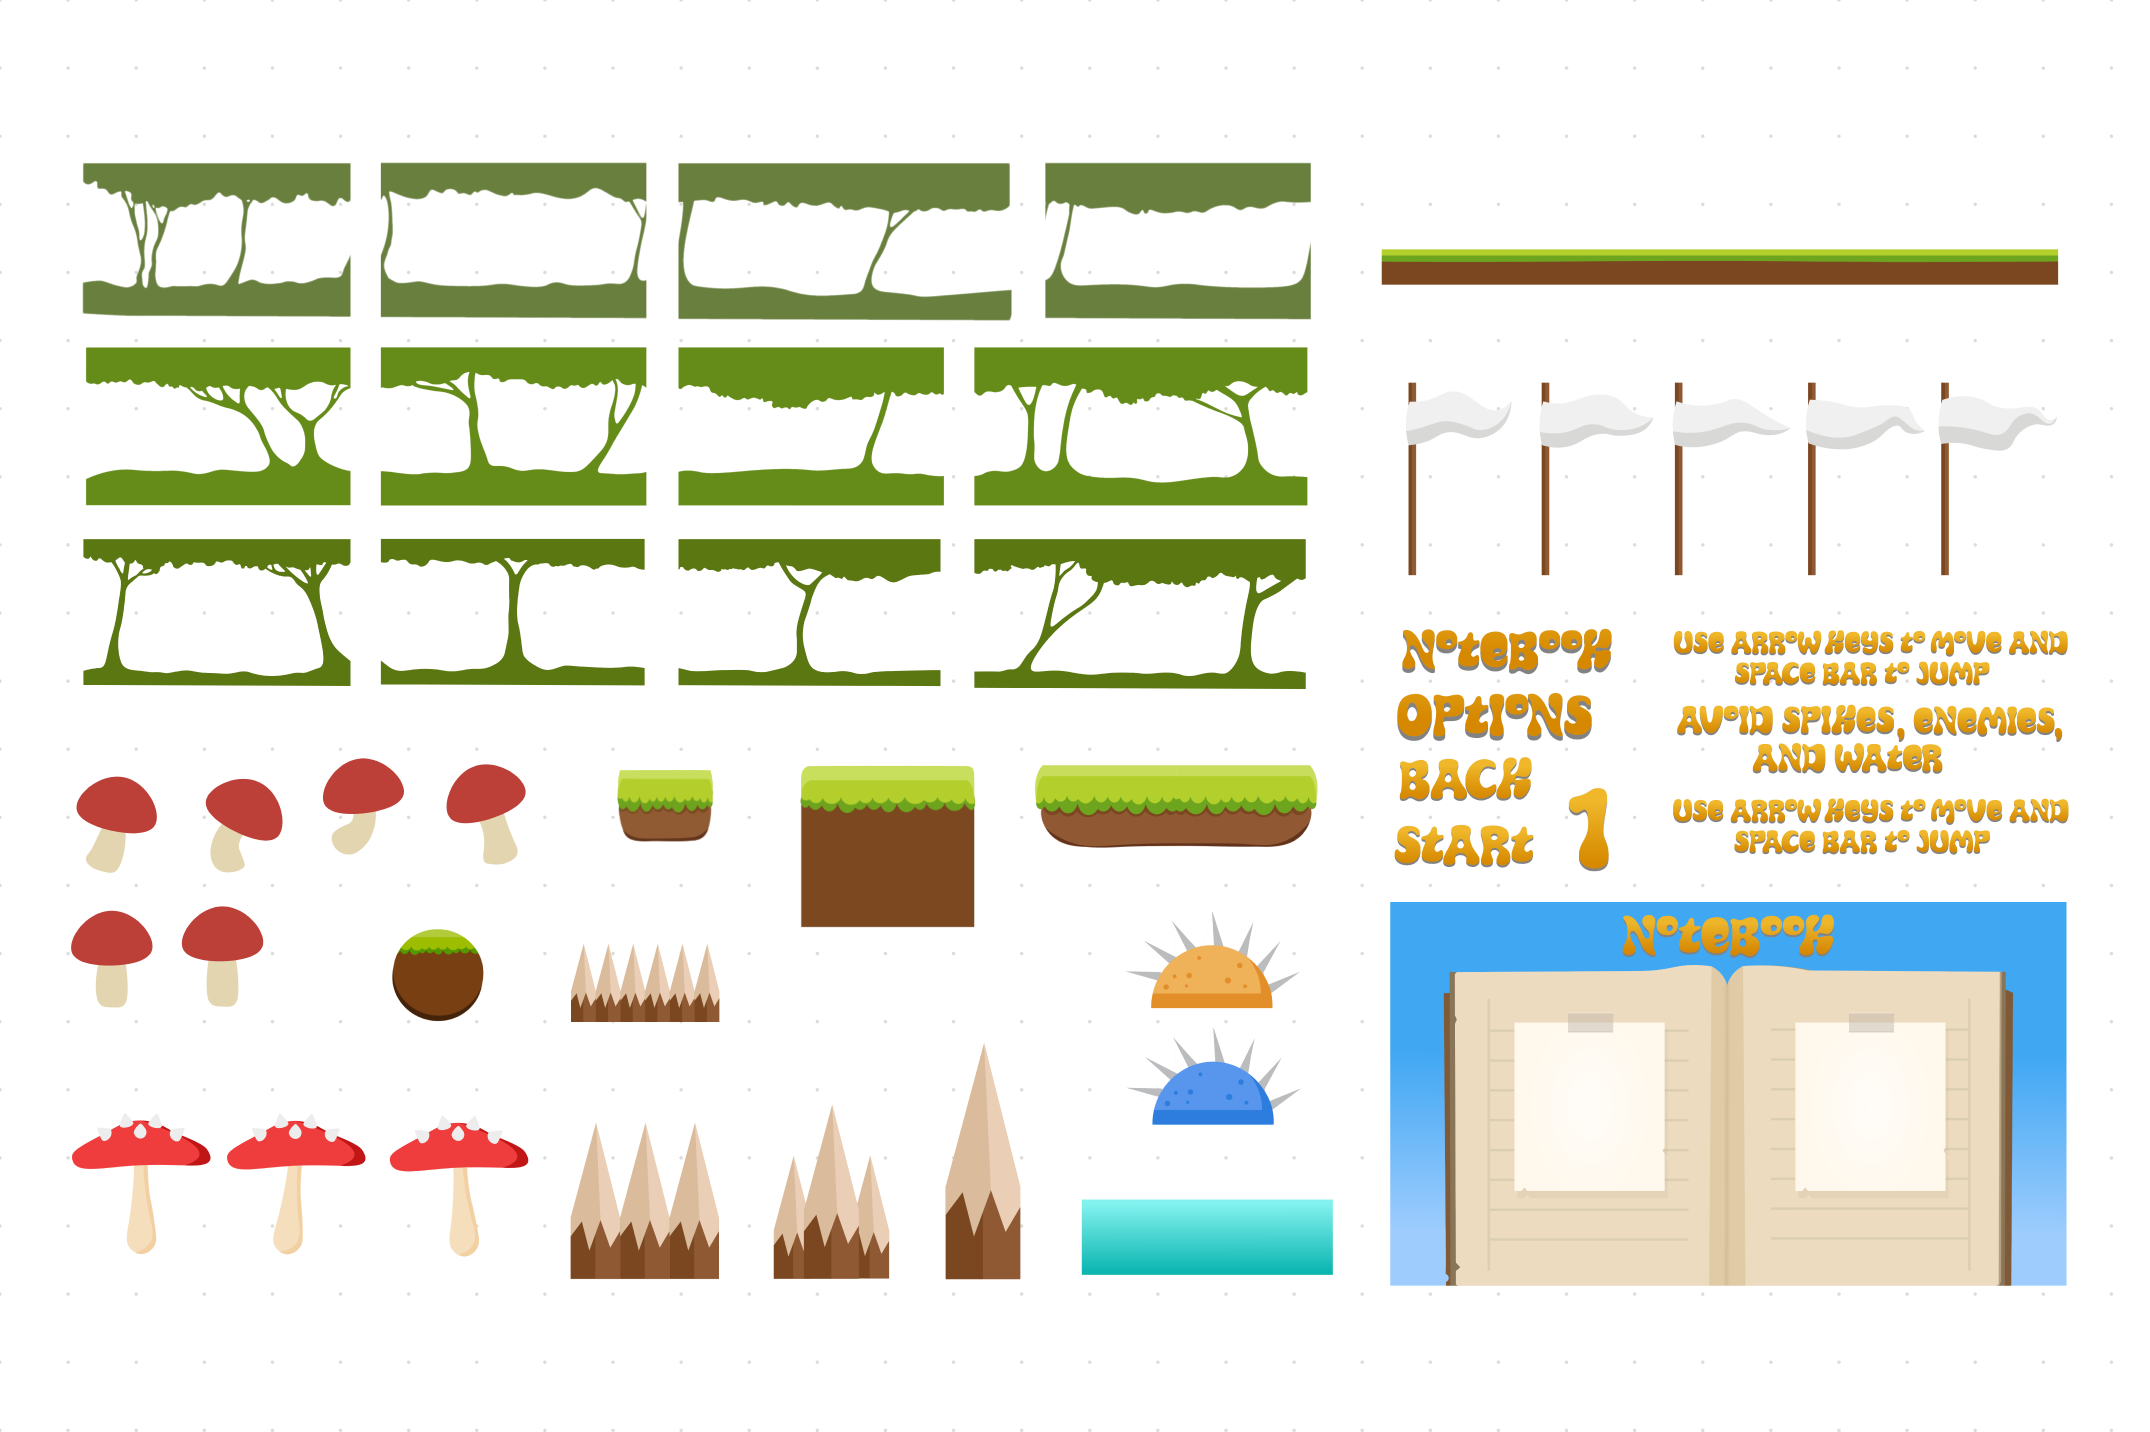 NoteBook
OPtiONS
BACK
StARt
1
USE ARRoW KeyS to MoVe AND
SPACE BAR to JUMP
AVoID SPIKES, eNeMIeS,
AND WAteR
USE ARRoW KeyS to MoVe AND
SPACE BAR to JUMP
NoteBook